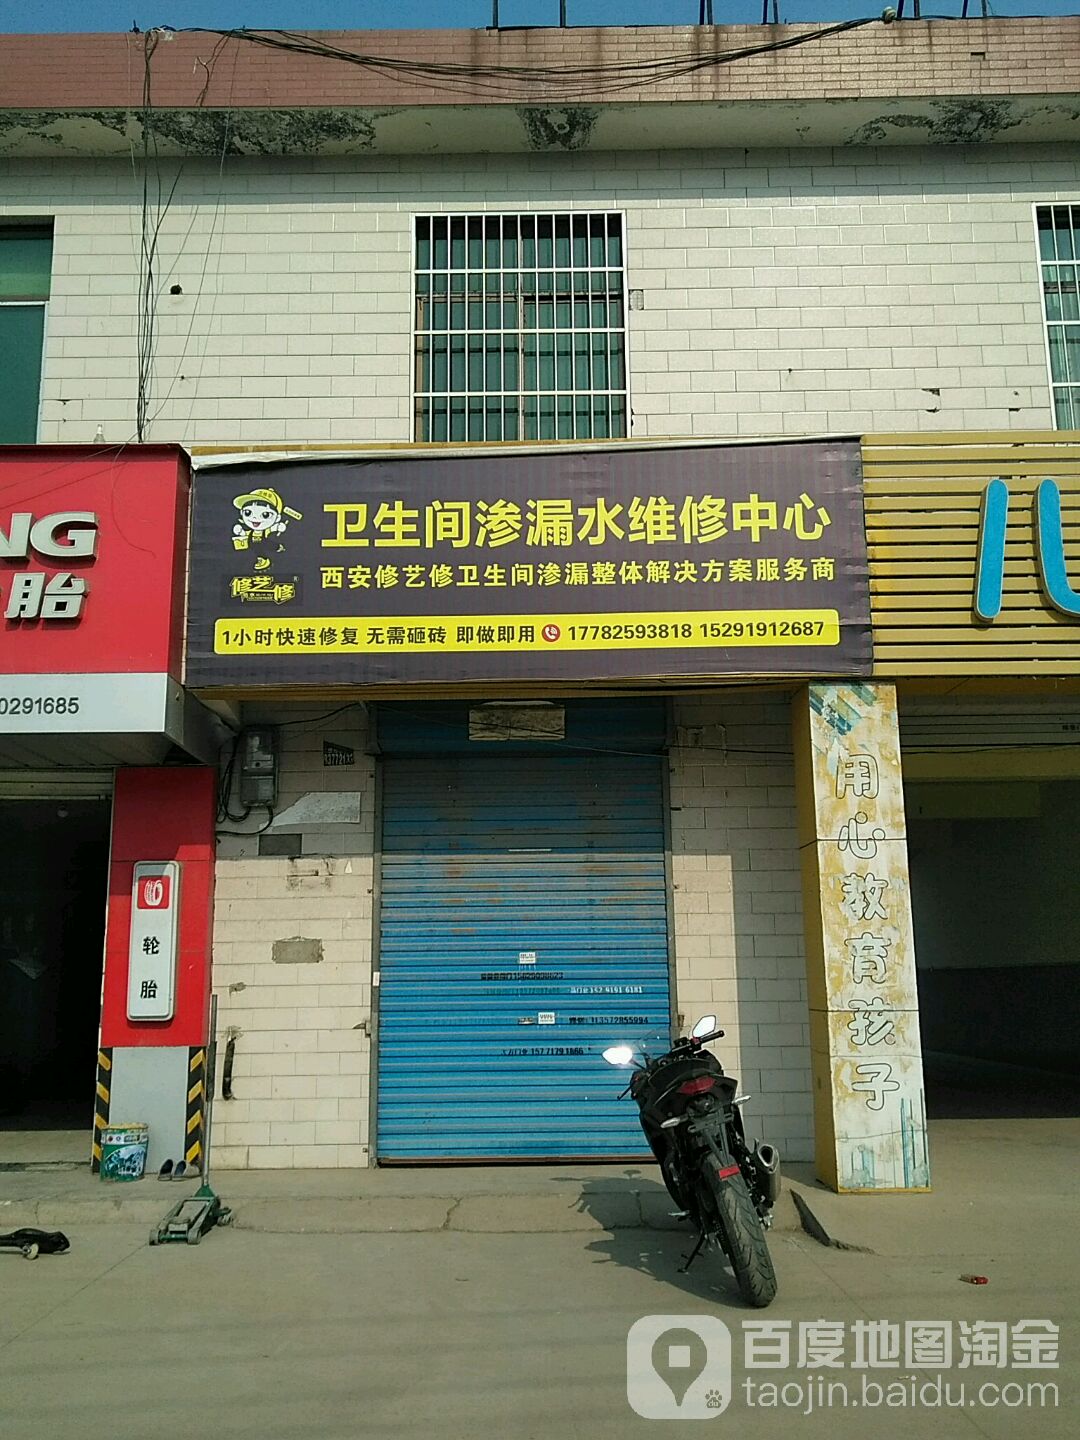 卫生间渗漏水维修中心
修艺修®
西安修艺修卫生间渗漏整体解决方案服务商
1小时快速修复 无需砸砖 即做即用 17782593818 15291912687
NG
胎
0291685
轮胎
用心教育孩子
15 771791666
百度地图淘金
taojin.baidu.com